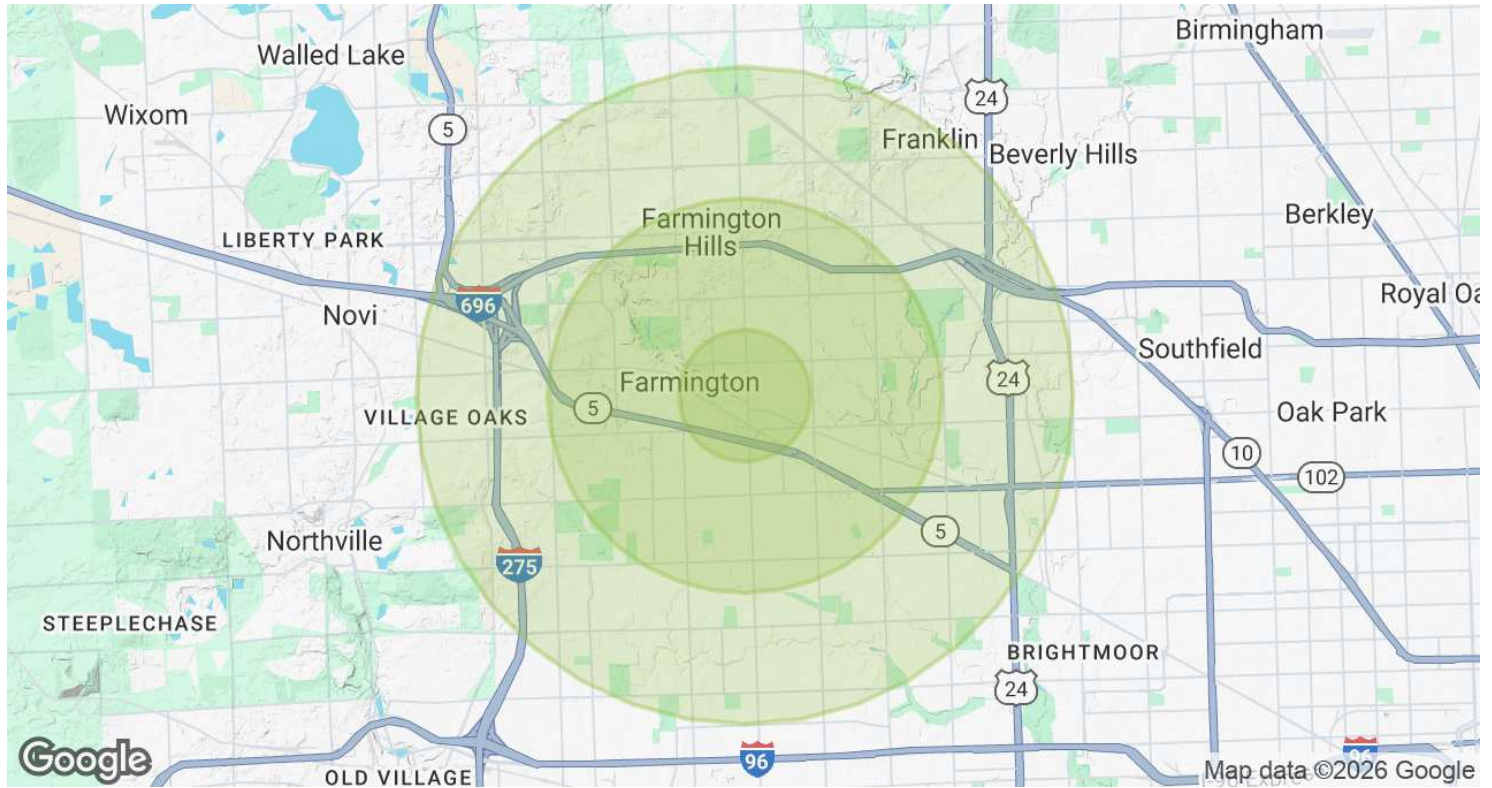 Birmingham
Walled Lake
Wixom
24
5
Franklin
Beverly Hills
Farmington
Hills
Berkley
LIBERTY PARK
696
Novi
Royal Oa
Southfield
Farmington
24
5
VILLAGE OAKS
Oak Park
10
102
5
Northville
275
STEEPLECHASE
BRIGHTMOOR
24
96
96
Google
OLD VILLAGE
Map data ©2026 Google